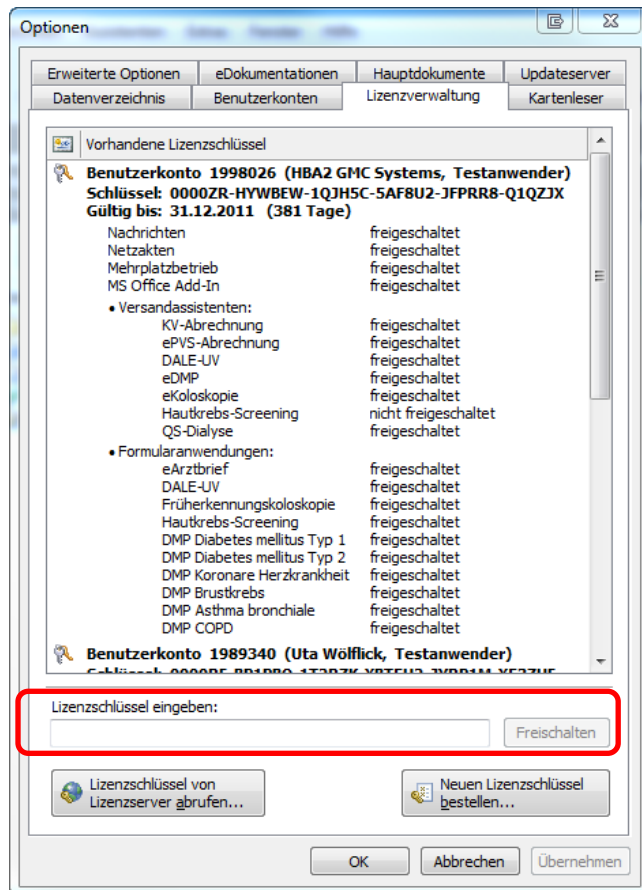 Optionen
Erweiterte Optionen eDokumentationen Hauptdokumente Updateserver
Datenverzeichnis Benutzerkonten Lizenzverwaltung Kartenleser
Vorhandene Lizenzschlüssel
Benutzerkonto 1998026 (HBA2 GMC Systems, Testanwender)
Schlüssel: 0000ZR-HYWBEW-1QJH5C-5AF8U2-JFPRR8-Q1QZJX
Gültig bis: 31.12.2011 (381 Tage)
Nachrichten freigeschaltet
Netzakten freigeschaltet
Mehrplatzbetrieb freigeschaltet
MS Office Add-In freigeschaltet
• Versandassistenten:
KV-Abrechnung freigeschaltet
ePVS-Abrechnung freigeschaltet
DALE-UV freigeschaltet
eDMP freigeschaltet
eKoloskopie freigeschaltet
Hautkrebs-Screening nicht freigeschaltet
QS-Dialyse freigeschaltet
• Formularanwendungen:
eArztbrief freigeschaltet
DALE-UV freigeschaltet
Früherkennungskoloskopie freigeschaltet
Hautkrebs-Screening freigeschaltet
DMP Diabetes mellitus Typ 1 freigeschaltet
DMP Diabetes mellitus Typ 2 freigeschaltet
DMP Koronare Herzkrankheit freigeschaltet
DMP Brustkrebs freigeschaltet
DMP Asthma bronchiale freigeschaltet
DMP COPD freigeschaltet
Benutzerkonto 1989340 (Uta Wölflick, Testanwender)
Schlüssel:
Lizenzschlüssel eingeben:
Freischalten
Lizenzschlüssel von
Lizenzserver abrufen...
Neuen Lizenzschlüssel
bestellen...
OK Abbrechen Übernehmen